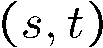 (s, t)